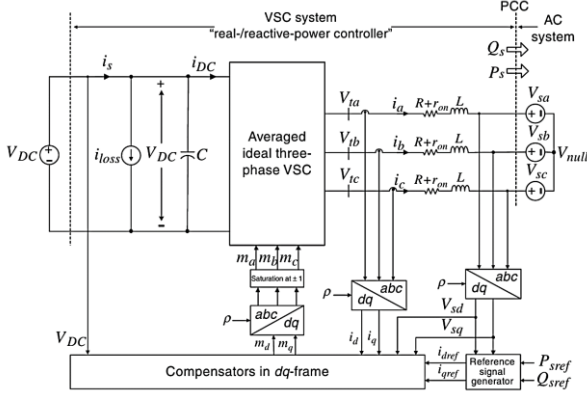 VSC system
"real-/reactive-power controller"
PCC
AC
system
Q_s
P_s
i_s
i_DC
V_DC
i_loss
V_DC
C
+
−
Averaged
ideal three-
phase VSC
V_ta
i_a
R+r_on
L
V_sa
V_tb
i_b
R+r_on
L
V_sb
V_null
V_tc
i_c
R+r_on
L
V_sc
m_a
m_b
m_c
Saturation at ± 1
ρ
abc
dq
ρ
abc
dq
ρ
abc
dq
V_DC
m_d
m_q
i_d
i_q
V_sd
V_sq
i_dref
i_qref
Compensators in dq-frame
Reference
signal
generator
P_sref
Q_sref